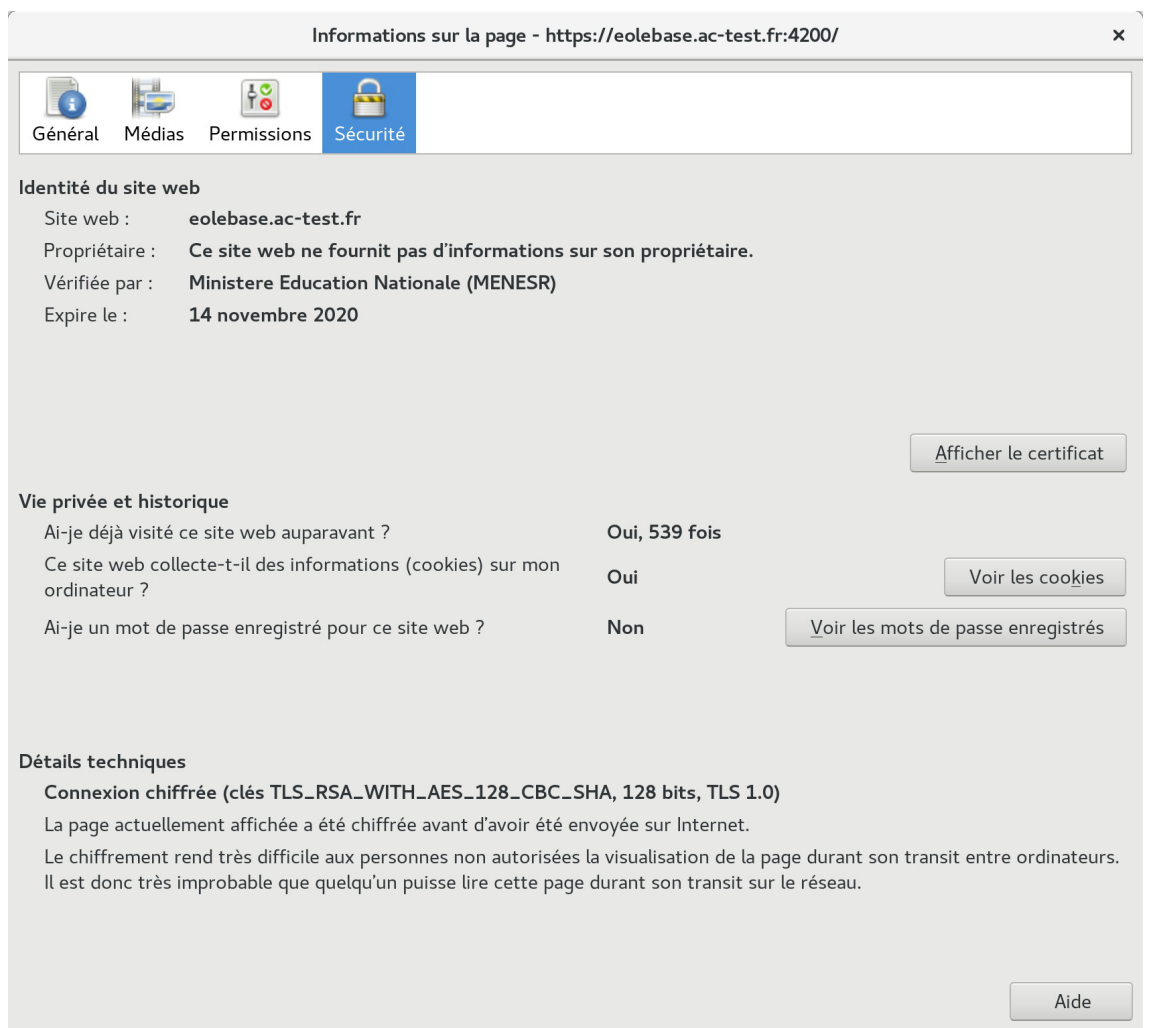 Informations sur la page - https://eolebase.ac-test.fr:4200/
Général Médias Permissions Sécurité
Identité du site web
Site web : eolebase.ac-test.fr
Propriétaire : Ce site web ne fournit pas d'informations sur son propriétaire.
Vérifiée par : Ministere Education Nationale (MENESR)
Expire le : 14 novembre 2020
Afficher le certificat
Vie privée et historique
Ai-je déjà visité ce site web auparavant ? Oui, 539 fois
Ce site web collecte-t-il des informations (cookies) sur mon
ordinateur ? Oui Voir les cookies
Ai-je un mot de passe enregistré pour ce site web ? Non Voir les mots de passe enregistrés
Détails techniques
Connexion chiffrée (clés TLS_RSA_WITH_AES_128_CBC_SHA, 128 bits, TLS 1.0)
La page actuellement affichée a été chiffrée avant d'avoir été envoyée sur Internet.
Le chiffrement rend très difficile aux personnes non autorisées la visualisation de la page durant son transit entre ordinateurs.
Il est donc très improbable que quelqu'un puisse lire cette page durant son transit sur le réseau.
Aide